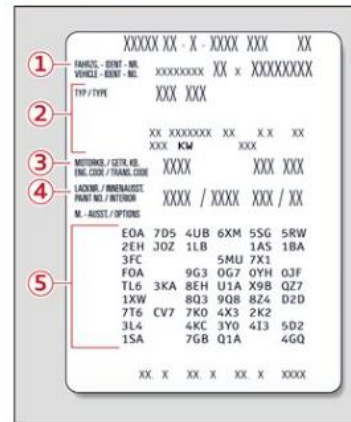 XXXXX XX - X - XXXX XXX XX
① FAHRZG. - IDENT - NR.
VEHICLE - IDENT - NO. XXXXXXXX XX x XXXXXXXX
② TYP / TYPE XXX XXX
XX XXXXXXX XX X.X XX
XXX KW XXX
③ MOTORKB. / GETR. KB.
ENG. CODE / TRANS. CODE XXXX XXX XXX
④ LACKNR. / INNENAUSST.
PAINT NO. / INTERIOR XXXX / XXXX XXX / XX
M. - AUSST. / OPTIONS
⑤ EOA 7D5 4UB 6XM 5SG 5RW
2EH JOZ 1LB 1AS 1BA
3FC 5MU 7X1
FOA 9G3 0G7 0YH 0JF
TL6 3KA 8EH U1A X9B QZ7
1XW 8Q3 9Q8 8Z4 D2D
7T6 CV7 7K0 4X3 2K2
3L4 4KC 3Y0 4I3 5D2
1SA 7GB Q1A 4GQ
XX. X XX. X XX. X XXXX